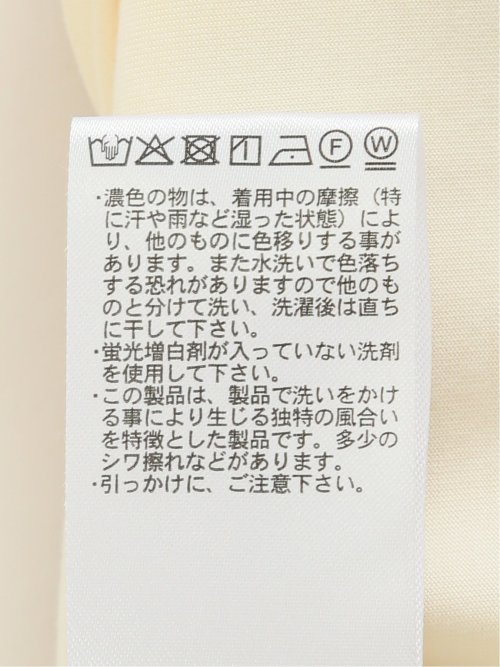 F W
・濃色の物は、着用中の摩擦（特
に汗や雨など湿った状態）によ
り、他のものに色移りする事が
あります。また水洗いで色落ち
する恐れがありますので他のも
のと分けて洗い、洗濯後は直ち
に干して下さい。
・蛍光増白剤が入っていない洗剤
を使用して下さい。
・この製品は、製品で洗いをかけ
る事により生じる独特の風合い
を特徴とした製品です。多少の
シワ擦れなどがあります。
・引っかけに、ご注意下さい。